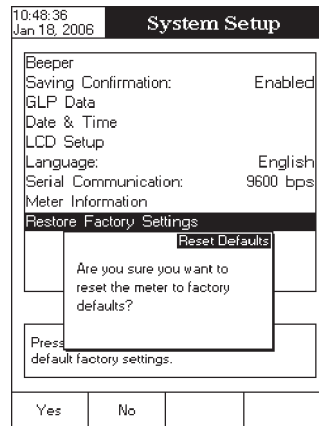 10:48:36
Jan 18, 2006
System Setup
Beeper
Saving Confirmation: Enabled
GLP Data
Date & Time
LCD Setup
Language: English
Serial Communication: 9600 bps
Meter Information
Restore Factory Settings
Reset Defaults
Are you sure you want to
reset the meter to factory
defaults?
Press
default factory settings.
Yes No